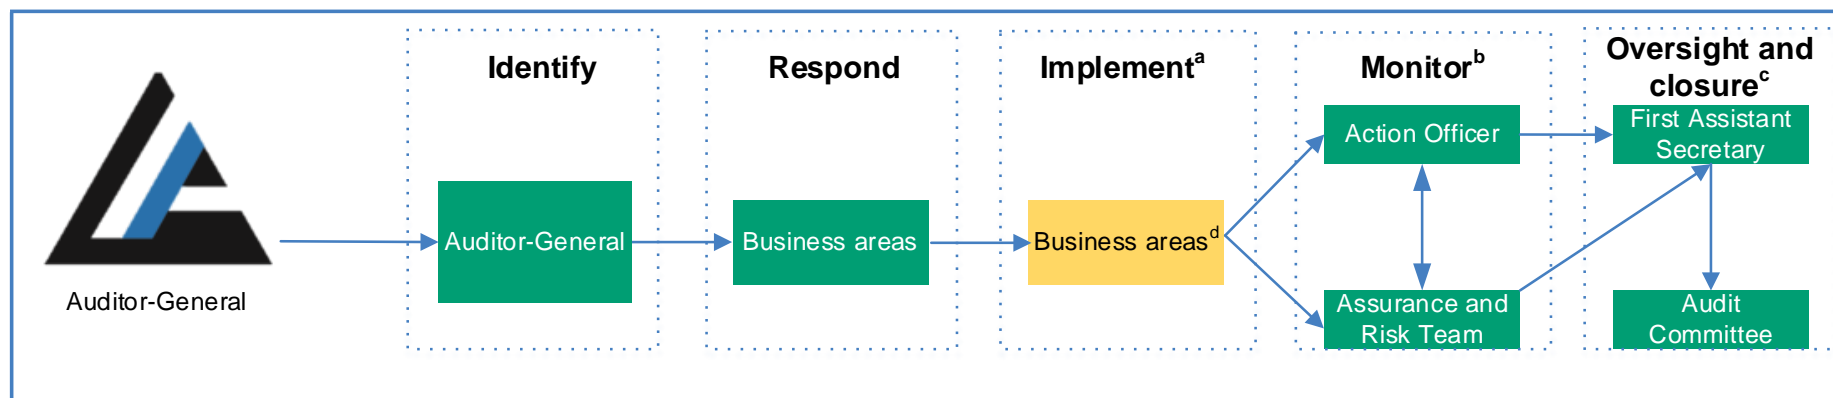 Identify
Respond
Implementᵃ
Monitorᵇ
Oversight and
closureᶜ
Auditor-General
Auditor-General
Business areas
Business areasᵈ
Action Officer
Assurance and
Risk Team
First Assistant
Secretary
Audit
Committee